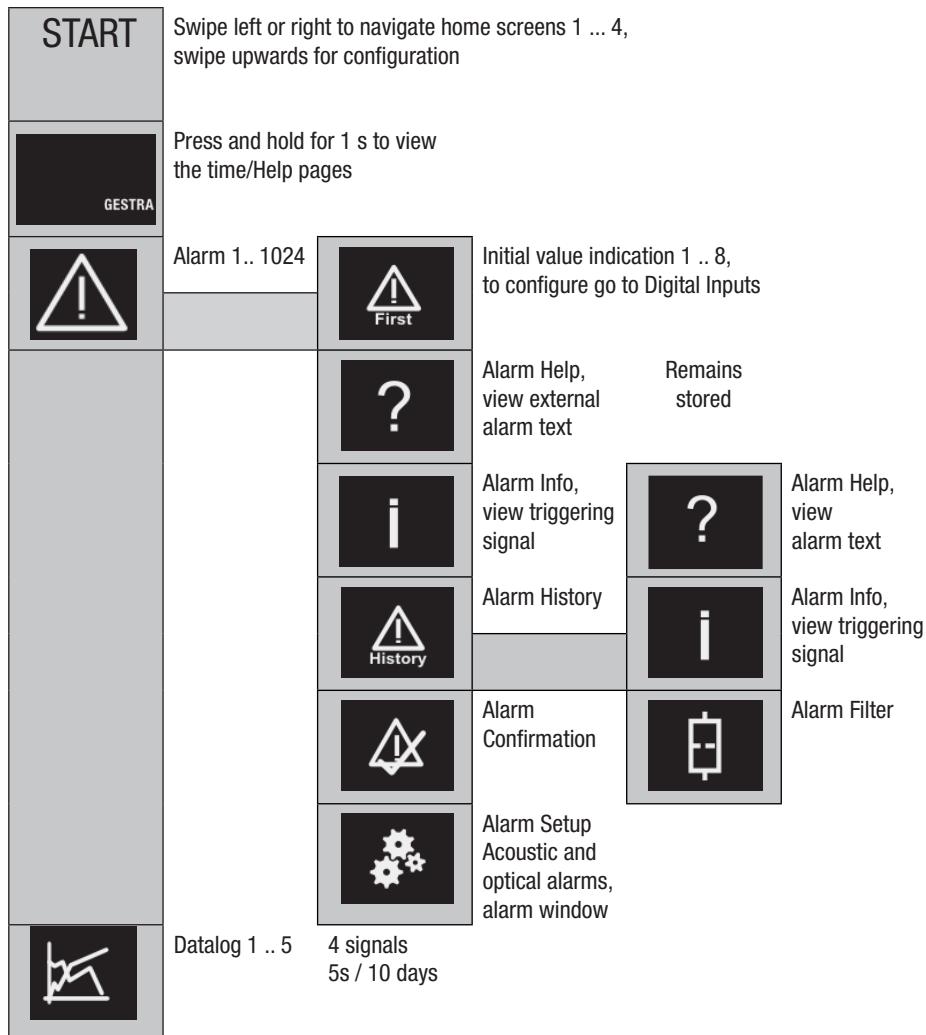 START
Swipe left or right to navigate home screens 1 ... 4,
swipe upwards for configuration
Press and hold for 1 s to view
the time/Help pages
GESTRA
Alarm 1.. 1024
First
Initial value indication 1 .. 8,
to configure go to Digital Inputs
?
Alarm Help,
view external
alarm text
Remains
stored
i
Alarm Info,
view triggering
signal
?
Alarm Help,
view
alarm text
History
Alarm History
i
Alarm Info,
view triggering
signal
Alarm
Confirmation
Alarm Filter
Alarm Setup
Acoustic and
optical alarms,
alarm window
Datalog 1 .. 5
4 signals
5s / 10 days